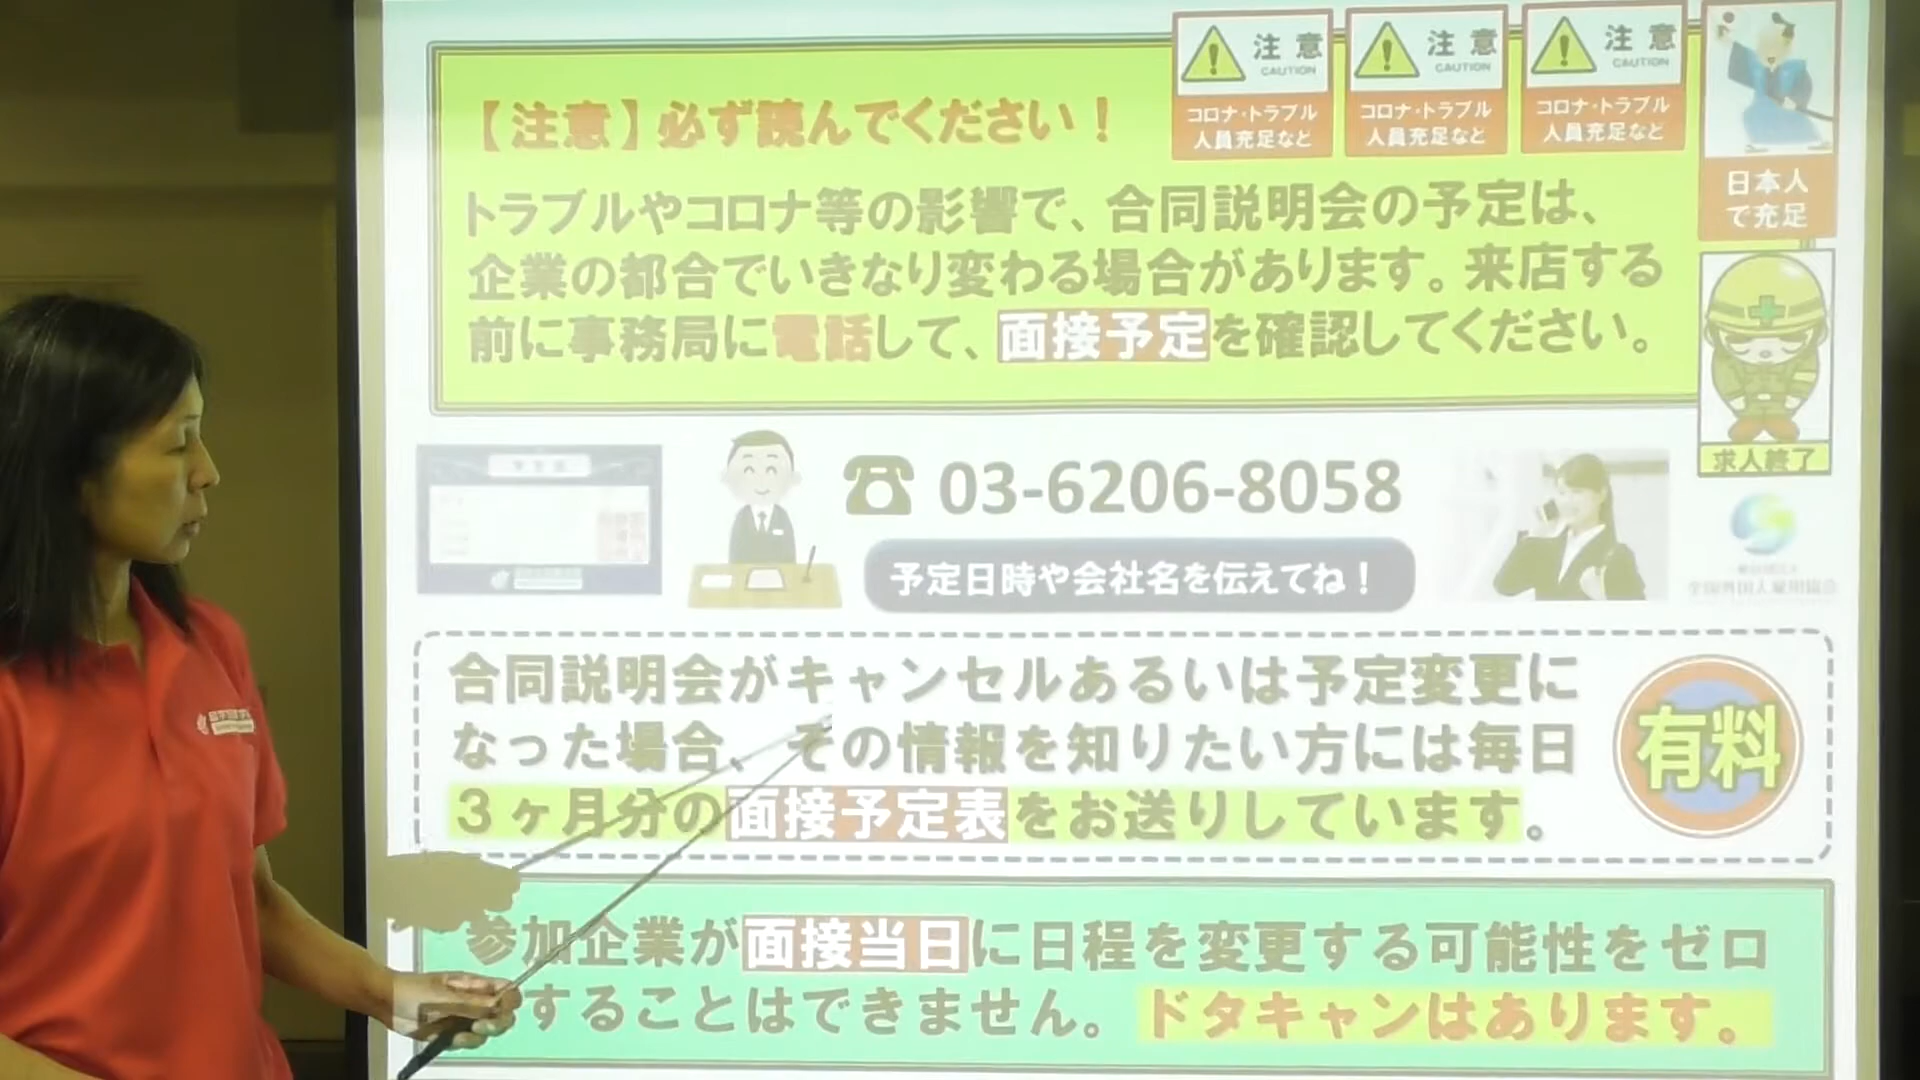 【注意】必ず読んでください！
注意
CAUTION
コロナ・トラブル
人員充足など
注意
CAUTION
コロナ・トラブル
人員充足など
注意
CAUTION
コロナ・トラブル
人員充足など
日本人
で充足
トラブルやコロナ等の影響で、合同説明会の予定は、
企業の都合でいきなり変わる場合があります。来店する
前に事務局に電話して、面接予定を確認してください。
求人終了
03-6206-8058
予定日時や会社名を伝えてね！
全国外国人雇用協会
合同説明会がキャンセルあるいは予定変更に
なった場合、その情報を知りたい方には毎日
３ヶ月分の面接予定表をお送りしています。
有料
参加企業が面接当日に日程を変更する可能性をゼロ
することはできません。ドタキャンはあります。